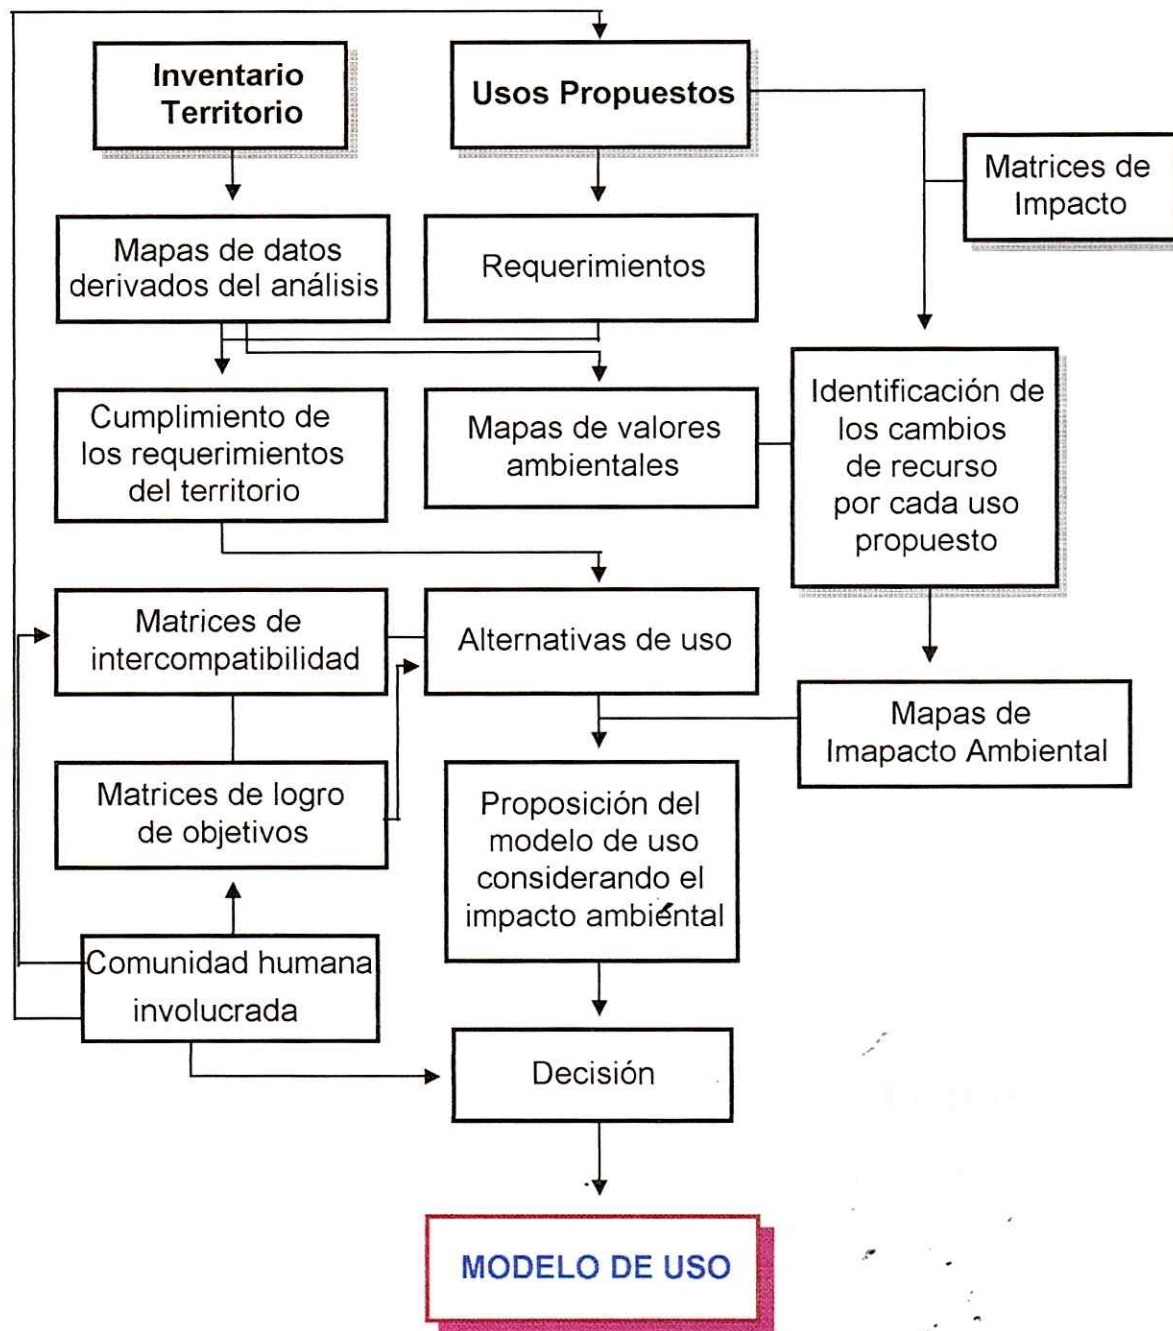 Inventario
Territorio
Usos Propuestos
Matrices de
Impacto
Mapas de datos
derivados del análisis
Requerimientos
Cumplimiento de
los requerimientos
del territorio
Mapas de valores
ambientales
Identificación de
los cambios
de recurso
por cada uso
propuesto
Matrices de
intercompatibilidad
Alternativas de uso
Mapas de
Imapacto Ambiental
Matrices de logro
de objetivos
Proposición del
modelo de uso
considerando el
impacto ambiental
Comunidad humana
involucrada
Decisión
MODELO DE USO